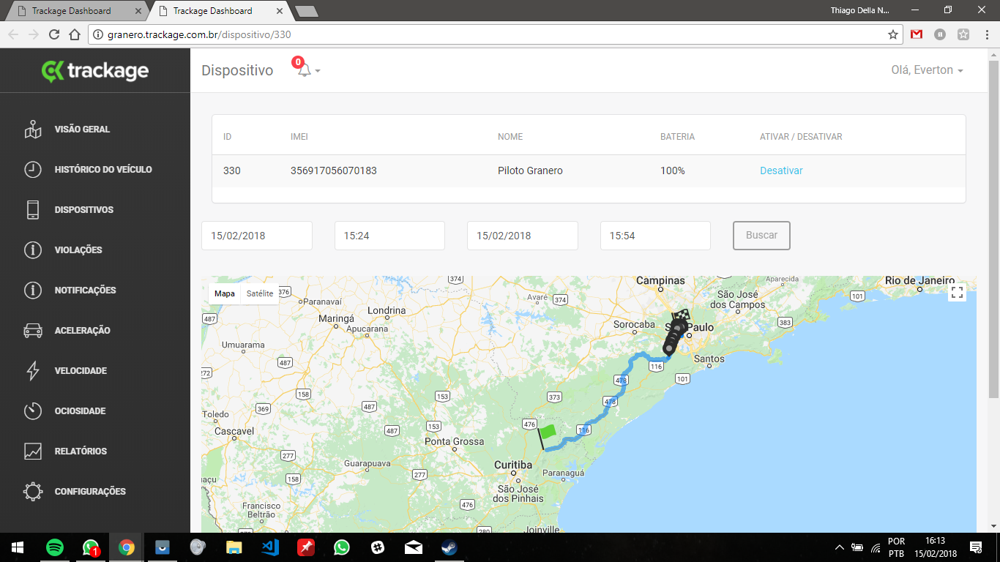 Trackage Dashboard
Trackage Dashboard
Thiago Della N...
granero.trackage.com.br/dispositivo/330
trackage
Dispositivo
0
Olá, Everton
VISÃO GERAL
HISTÓRICO DO VEÍCULO
DISPOSITIVOS
VIOLAÇÕES
NOTIFICAÇÕES
ACELERAÇÃO
VELOCIDADE
OCIOSIDADE
RELATÓRIOS
CONFIGURAÇÕES
ID IMEI NOME BATERIA ATIVAR / DESATIVAR
330 356917056070183 Piloto Granero 100% Desativar
15/02/2018 15:24 15/02/2018 15:54 Buscar
Mapa Satélite
374
Campinas
Aparecida
Rio de Janeiro
376
Paranavaí
Avaré
374
São José
dos Campos
101
Londrina
487
Maringá
Apucarana
Sorocaba
São Paulo
383
Umuarama
487
116
Santos
272
478
101
158
153
373
478
487
369
Toledo
Cascavel
487
153
476
116
Ponta Grossa
277
Guarapuava
Curitiba
Paranaguá
158
277
São José
dos Pinhais
476
Francisco
Beltrão
280
Joinville
1
POR
PTB
16:13
15/02/2018